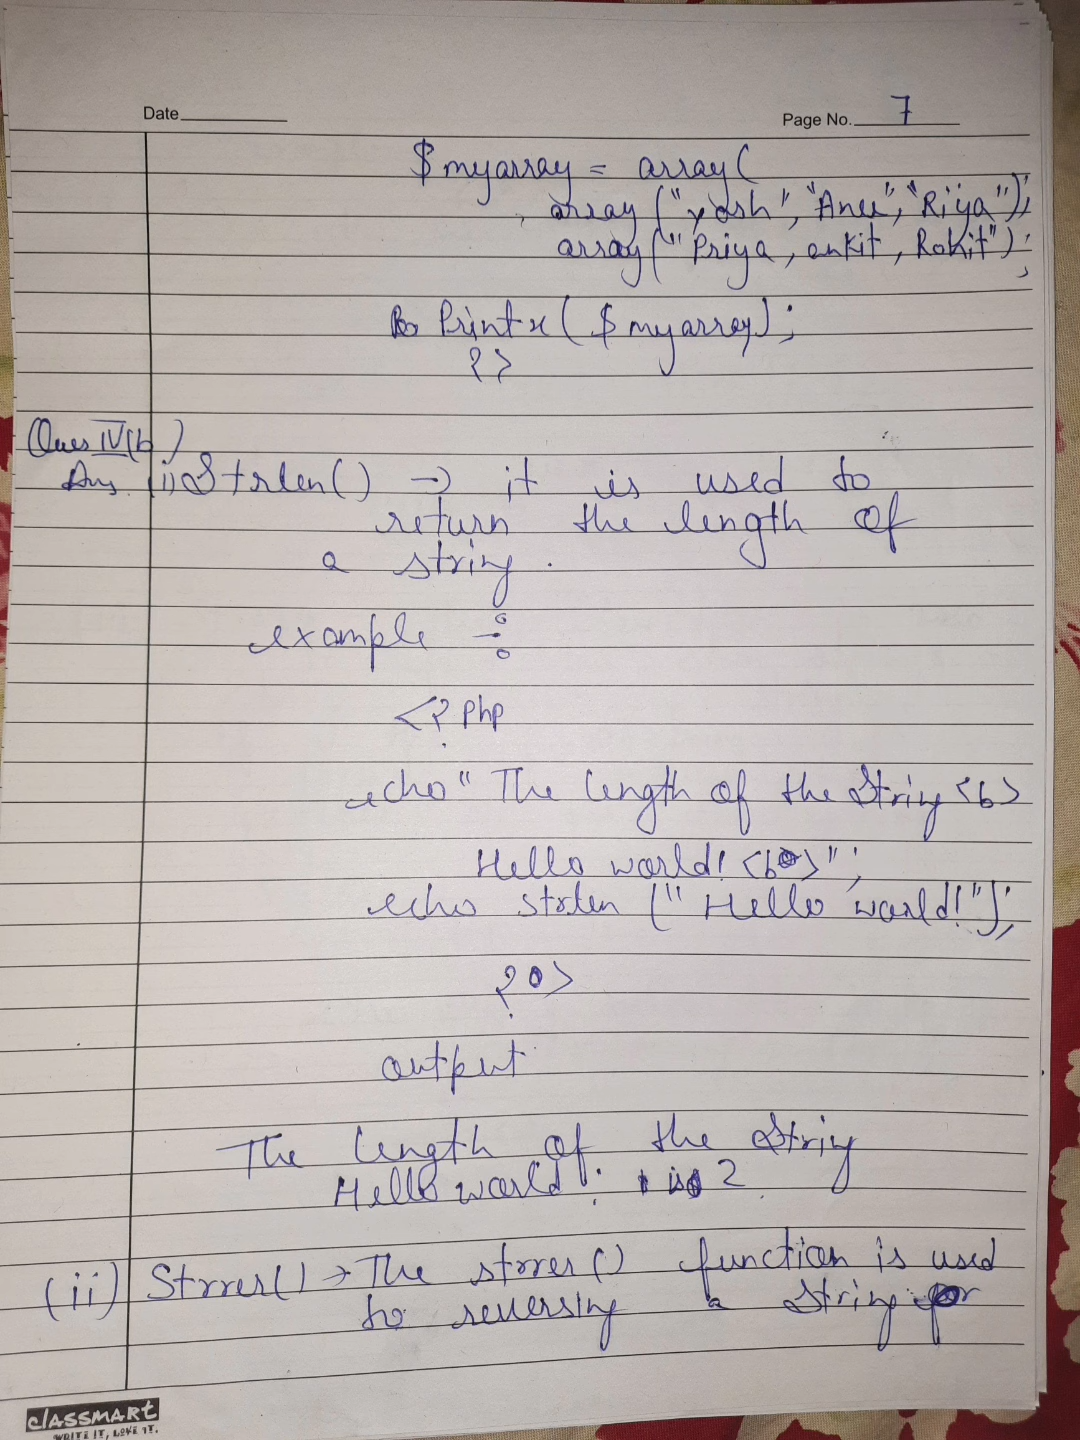 Date
Page No. 7
$myarray = array(
array ("yash", "Anu", "Riya");
array ("Priya, ankit, Rohit");
Printr ($myarray);
?>
Ques IV(b)
Ans (i) Strlen() → it is used to
return the length of
a string.
example :
<? Php
echo " The length of the String <b>
Hello world! <b>";
echo strlen (" Hello world!");
?>
output
The length of the String
Hello world! is 2
(ii) Strrev() → The strrev() function is used
to reversing a String
classmart
WRITE IT, LOVE IT.